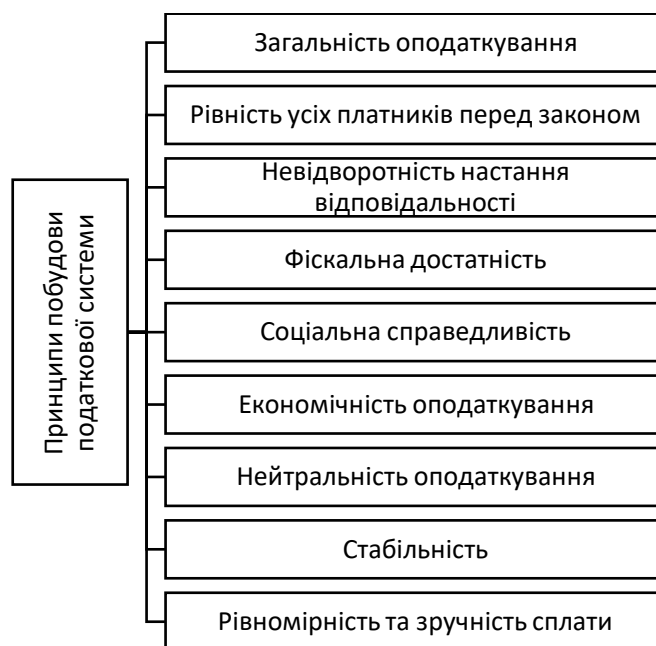 Принципи побудови
податкової системи
Загальність оподаткування
Рівність усіх платників перед законом
Невідворотність настання
відповідальності
Фіскальна достатність
Соціальна справедливість
Економічність оподаткування
Нейтральність оподаткування
Стабільність
Рівномірність та зручність сплати